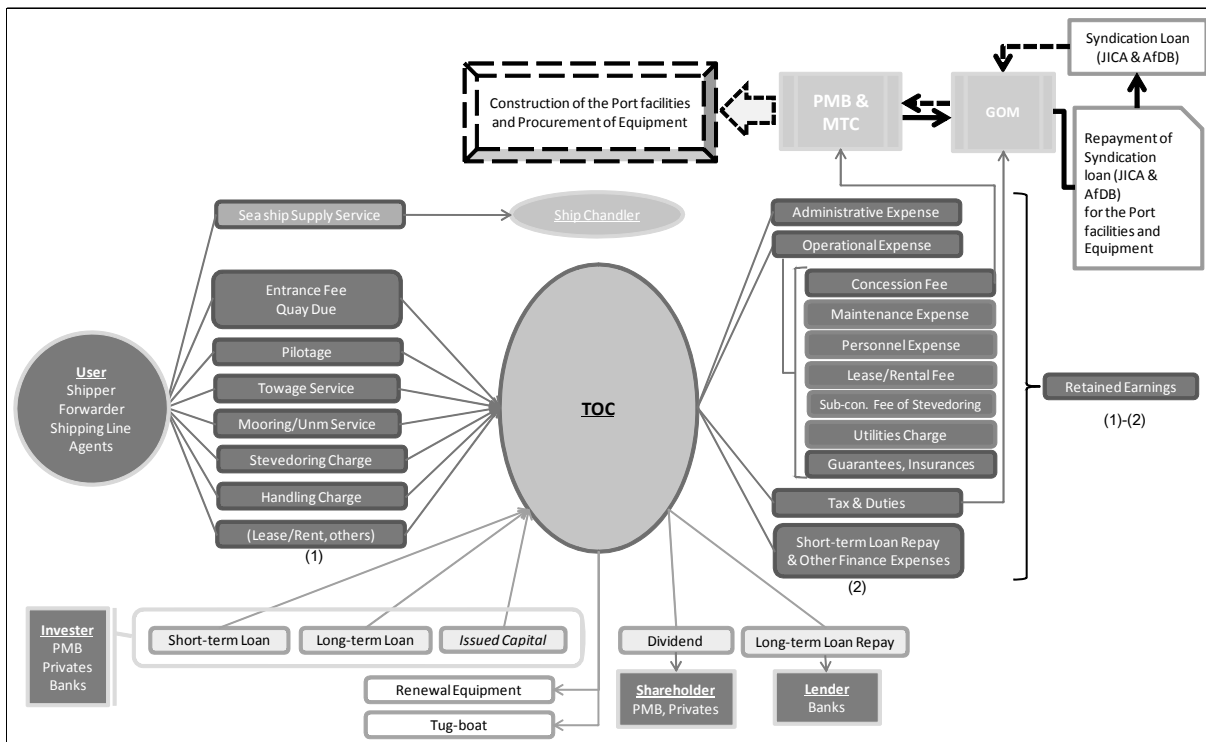 Syndication Loan
(JICA & AfDB)
Construction of the Port facilities
and Procurement of Equipment
PMB &
MTC
GOM
Repayment of
Syndication
loan (JICA &
AfDB)
for the Port
facilities and
Equipment
Sea ship Supply Service
Ship Chandler
Administrative Expense
Operational Expense
Entrance Fee
Quay Due
Concession Fee
Maintenance Expense
Pilotage
Personnel Expense
User
Shipper
Forwarder
Shipping Line
Agents
Towage Service
Lease/Rental Fee
Retained Earnings
(1)-(2)
TOC
Mooring/Unm Service
Sub-con. Fee of Stevedoring
Stevedoring Charge
Utilities Charge
Guarantees, Insurances
Handling Charge
Tax & Duties
(Lease/Rent, others)
(1)
Short-term Loan Repay
& Other Finance Expenses
(2)
Invester
PMB
Privates
Banks
Short-term Loan
Long-term Loan
Issued Capital
Dividend
Long-term Loan Repay
Renewal Equipment
Tug-boat
Shareholder
PMB, Privates
Lender
Banks